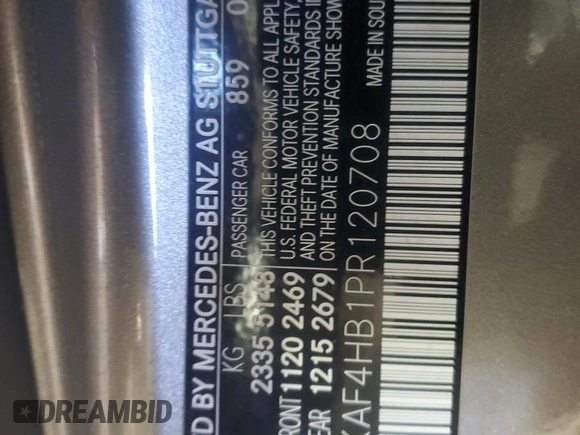 D BY MERCEDES-BENZ AG STUTTGA
859
KG LBS PASSENGER CAR
2335 5148
FRONT 1120 2469
REAR 1215 2679
THIS VEHICLE CONFORMS TO ALL APPL
U.S. FEDERAL MOTOR VEHICLE SAFETY,
AND THEFT PREVENTION STANDARDS I
ON THE DATE OF MANUFACTURE SHOW
KAF4HB1PR120708
MADE IN SOU
DREAMBID